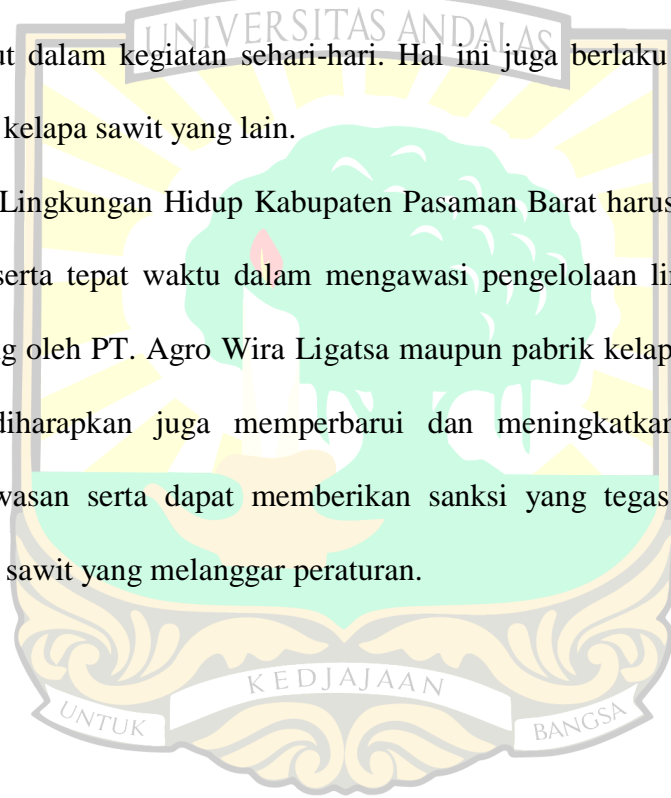 UNIVERSITAS ANDALAS
ut dalam kegiatan sehari-hari. Hal ini juga berlaku
kelapa sawit yang lain.
Lingkungan Hidup Kabupaten Pasaman Barat harus
serta tepat waktu dalam mengawasi pengelolaan li
g oleh PT. Agro Wira Ligatsa maupun pabrik kelap
diharapkan juga memperbarui dan meningkatkan
wasan serta dapat memberikan sanksi yang tegas
sawit yang melanggar peraturan.
KEDJAJAAN
UNTUK BANGSA